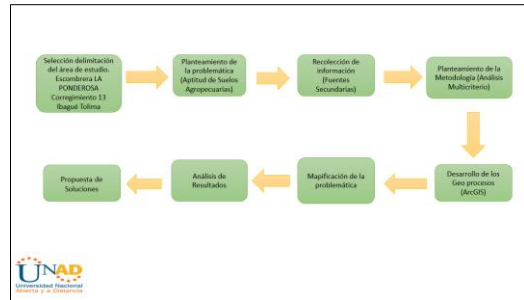 Selección delimitación
del área de estudio.
Escombrera LA
PONDEROSA
Corregimiento 13
Ibagué Tolima
Planteamiento de
la problemática
(Aptitud de Suelos
Agropecuarias)
Recolección de
información
(Fuentes
Secundarias)
Planteamiento de la
Metodología (Análisis
Multicriterio)
Desarrollo de los
Geo procesos
(ArcGIS)
Mapificación de la
problemática
Análisis de
Resultados
Propuesta de
Soluciones
UNAD
Universidad Nacional
Abierta y a Distancia